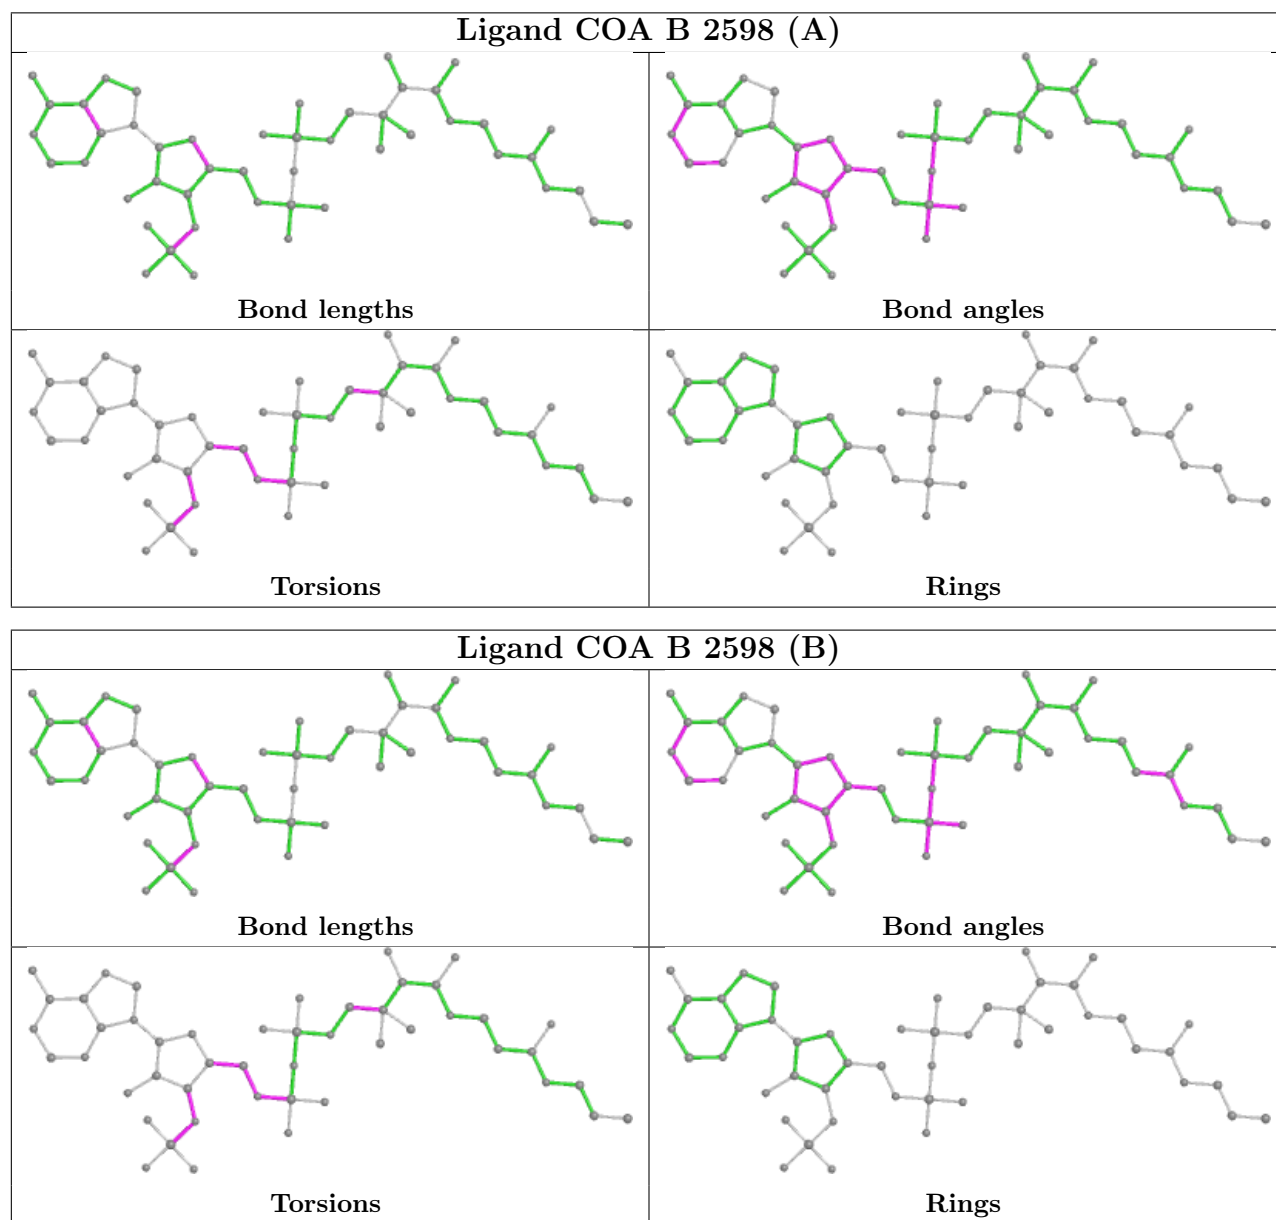 Ligand COA B 2598 (A)
Bond lengths
Bond angles
Torsions
Rings
Ligand COA B 2598 (B)
Bond lengths
Bond angles
Torsions
Rings